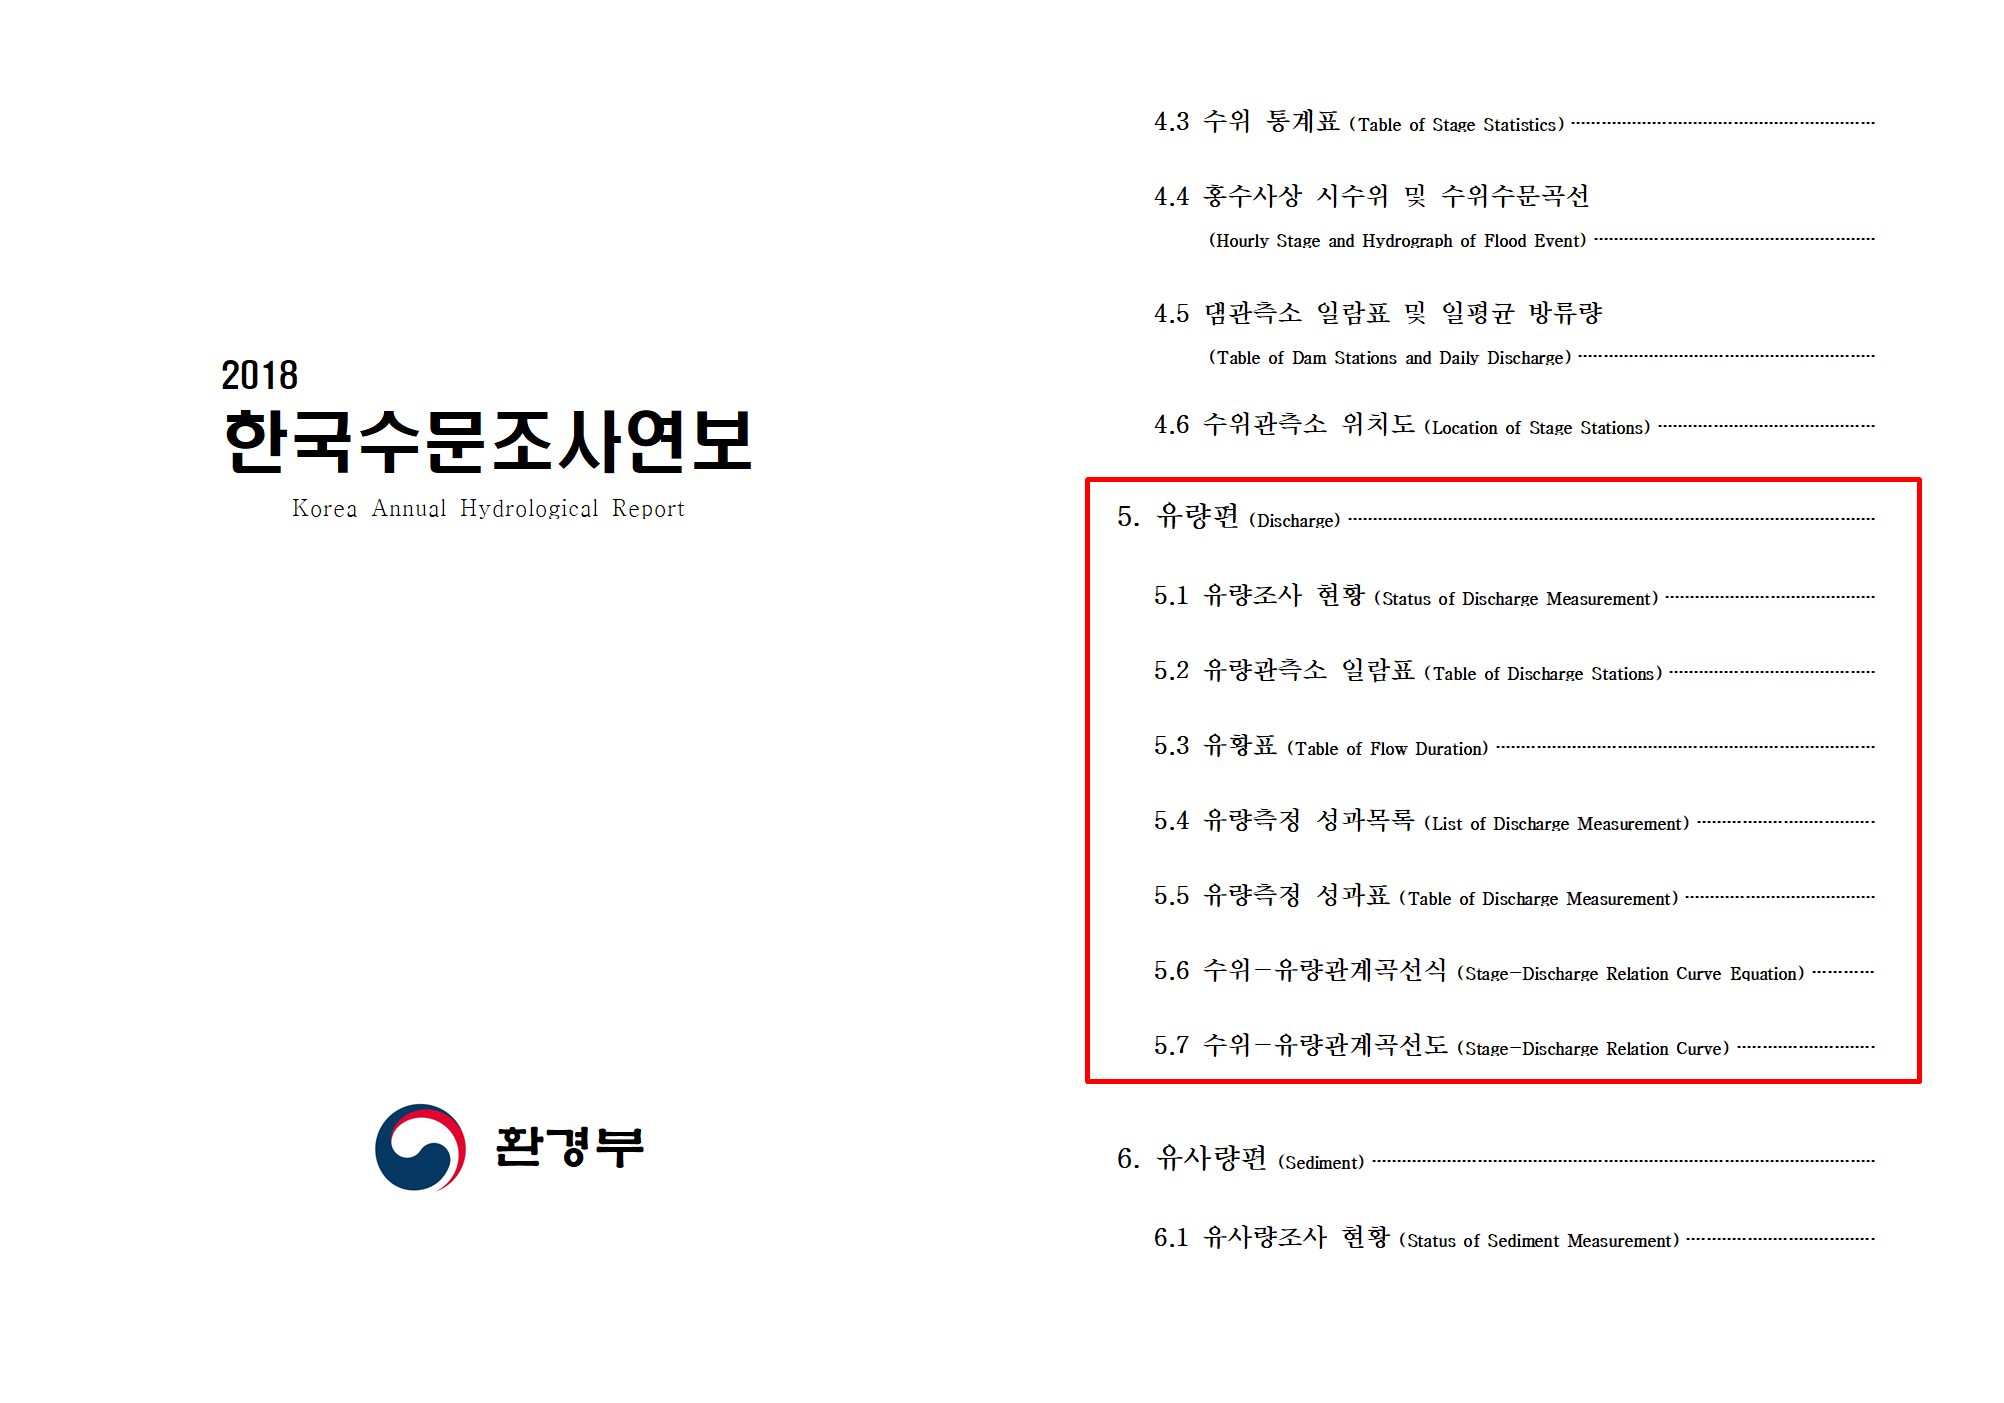 2018
한국수문조사연보
Korea Annual Hydrological Report
환경부
4.3 수위 통계표 (Table of Stage Statistics)
4.4 홍수사상 시수위 및 수위수문곡선
(Hourly Stage and Hydrograph of Flood Event)
4.5 댐관측소 일람표 및 일평균 방류량
(Table of Dam Stations and Daily Discharge)
4.6 수위관측소 위치도 (Location of Stage Stations)
5. 유량편 (Discharge)
5.1 유량조사 현황 (Status of Discharge Measurement)
5.2 유량관측소 일람표 (Table of Discharge Stations)
5.3 유황표 (Table of Flow Duration)
5.4 유량측정 성과목록 (List of Discharge Measurement)
5.5 유량측정 성과표 (Table of Discharge Measurement)
5.6 수위-유량관계곡선식 (Stage-Discharge Relation Curve Equation)
5.7 수위-유량관계곡선도 (Stage-Discharge Relation Curve)
6. 유사량편 (Sediment)
6.1 유사량조사 현황 (Status of Sediment Measurement)